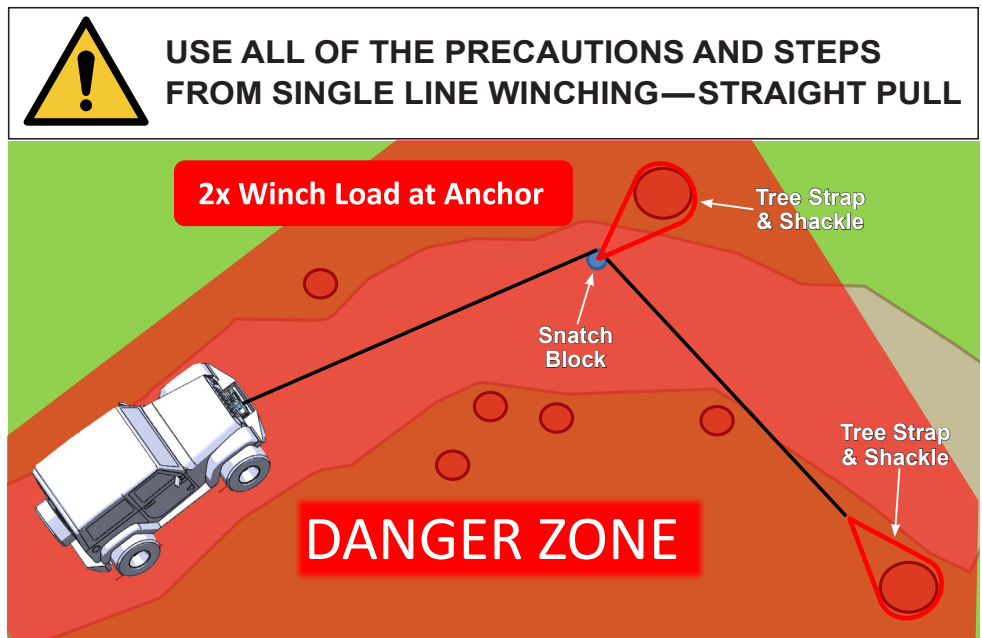 USE ALL OF THE PRECAUTIONS AND STEPS
FROM SINGLE LINE WINCHING—STRAIGHT PULL
2x Winch Load at Anchor
Tree Strap
& Shackle
Snatch
Block
Tree Strap
& Shackle
DANGER ZONE